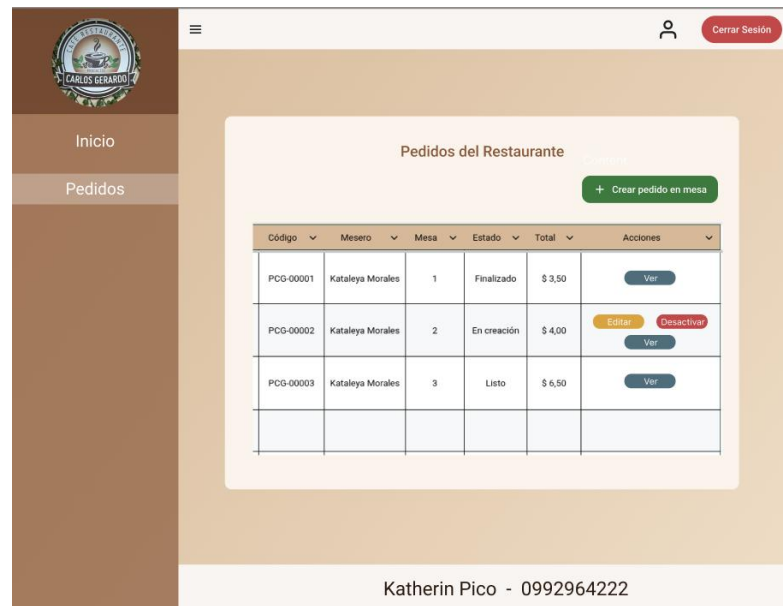 CAFÉ RESTAURANTE
CARLOS GERARDO
Cerrar Sesión
Inicio
Pedidos
Pedidos del Restaurante
+ Crear pedido en mesa
Código Mesero Mesa Estado Total Acciones
PCG-00001 Kataleya Morales 1 Finalizado $ 3,50 Ver
Editar Desactivar
PCG-00002 Kataleya Morales 2 En creación $ 4,00
Ver
PCG-00003 Kataleya Morales 3 Listo $ 6,50 Ver
Katherin Pico - 0992964222